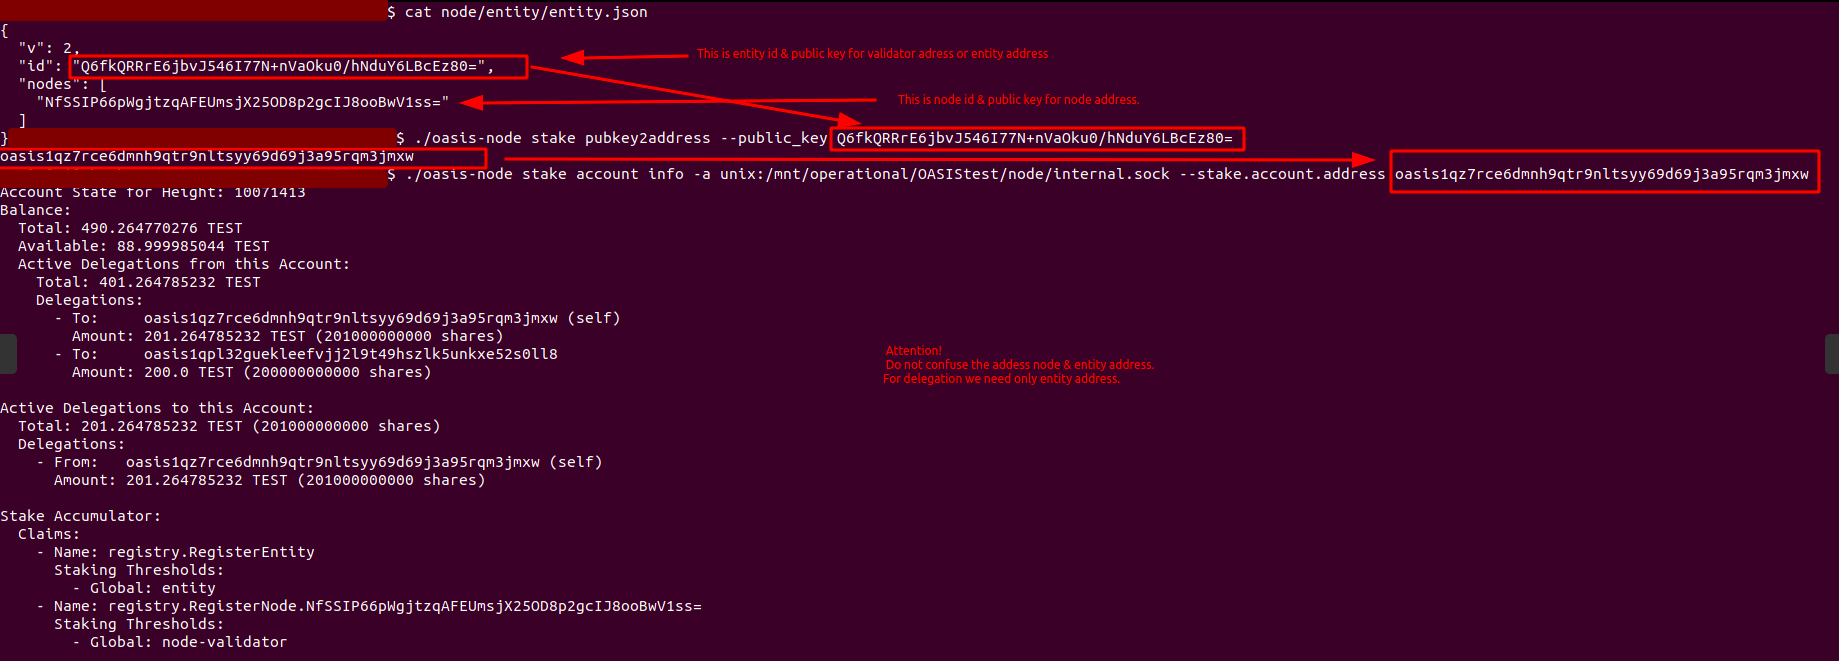 $ cat node/entity/entity.json
{
"v": 2,
This is entity id & public key for validator adress or entity address
"id": "Q6fkQRRrE6jbvJ546I77N+nVaOku0/hNduY6LBcEz80=",
"nodes": [
"NfSSIP66pWgjtzqAFEUmsjX25OD8p2gcIJ8ooBwV1ss="
This is node id & public key for node address.
]
}$ ./oasis-node stake pubkey2address --public_key Q6fkQRRrE6jbvJ546I77N+nVaOku0/hNduY6LBcEz80=
oasis1qz7rce6dmnh9qtr9nltsyy69d69j3a95rqm3jmxw
$ ./oasis-node stake account info -a unix:/mnt/operational/OASIStest/node/internal.sock --stake.account.address oasis1qz7rce6dmnh9qtr9nltsyy69d69j3a95rqm3jmxw
Account State for Height: 10071413
Balance:
Total: 490.264770276 TEST
Available: 88.999985044 TEST
Active Delegations from this Account:
Total: 401.264785232 TEST
Delegations:
- To: oasis1qz7rce6dmnh9qtr9nltsyy69d69j3a95rqm3jmxw (self)
Amount: 201.264785232 TEST (201000000000 shares)
- To: oasis1qpl32guekleefvjj2l9t49hszlk5unkxe52s0ll8
Amount: 200.0 TEST (200000000000 shares)
Attention!
Do not confuse the addess node & entity address.
For delegation we need only entity address.
Active Delegations to this Account:
Total: 201.264785232 TEST (201000000000 shares)
Delegations:
- From: oasis1qz7rce6dmnh9qtr9nltsyy69d69j3a95rqm3jmxw (self)
Amount: 201.264785232 TEST (201000000000 shares)
Stake Accumulator:
Claims:
- Name: registry.RegisterEntity
Staking Thresholds:
- Global: entity
- Name: registry.RegisterNode.NfSSIP66pWgjtzqAFEUmsjX25OD8p2gcIJ8ooBwV1ss=
Staking Thresholds:
- Global: node-validator